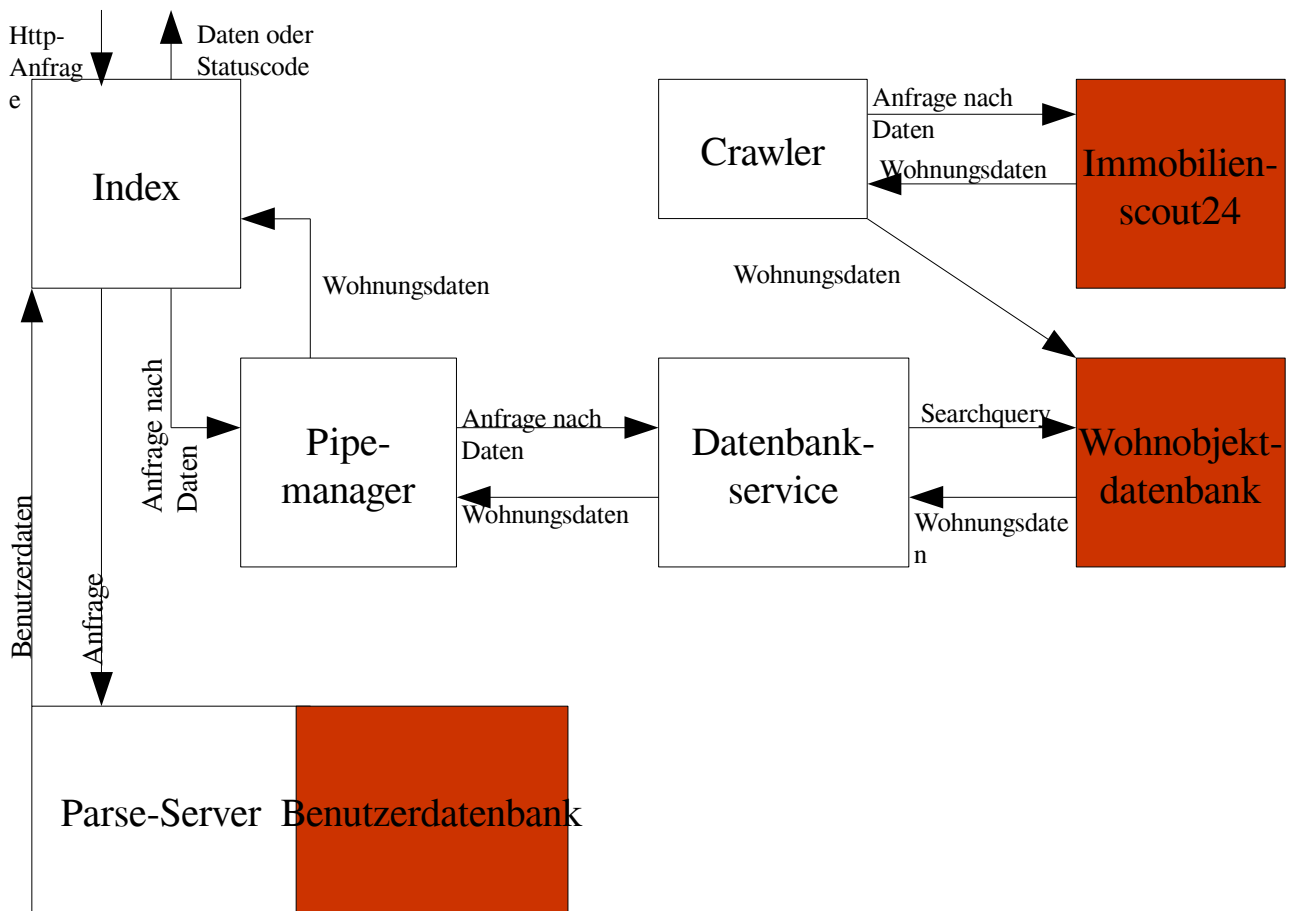 Http-
Anfrag
e
Daten oder
Statuscode
Index
Crawler
Anfrage nach
Daten
Wohnungsdaten
Immobilien-
scout24
Wohnungsdaten
Wohnungsdaten
Anfrage nach
Daten
Pipe-
manager
Anfrage nach
Daten
Wohnungsdaten
Datenbank-
service
Searchquery
Wohnungsdate
n
Wohnobjekt-
datenbank
Benutzerdaten
Anfrage
Parse-Server
Benutzerdatenbank